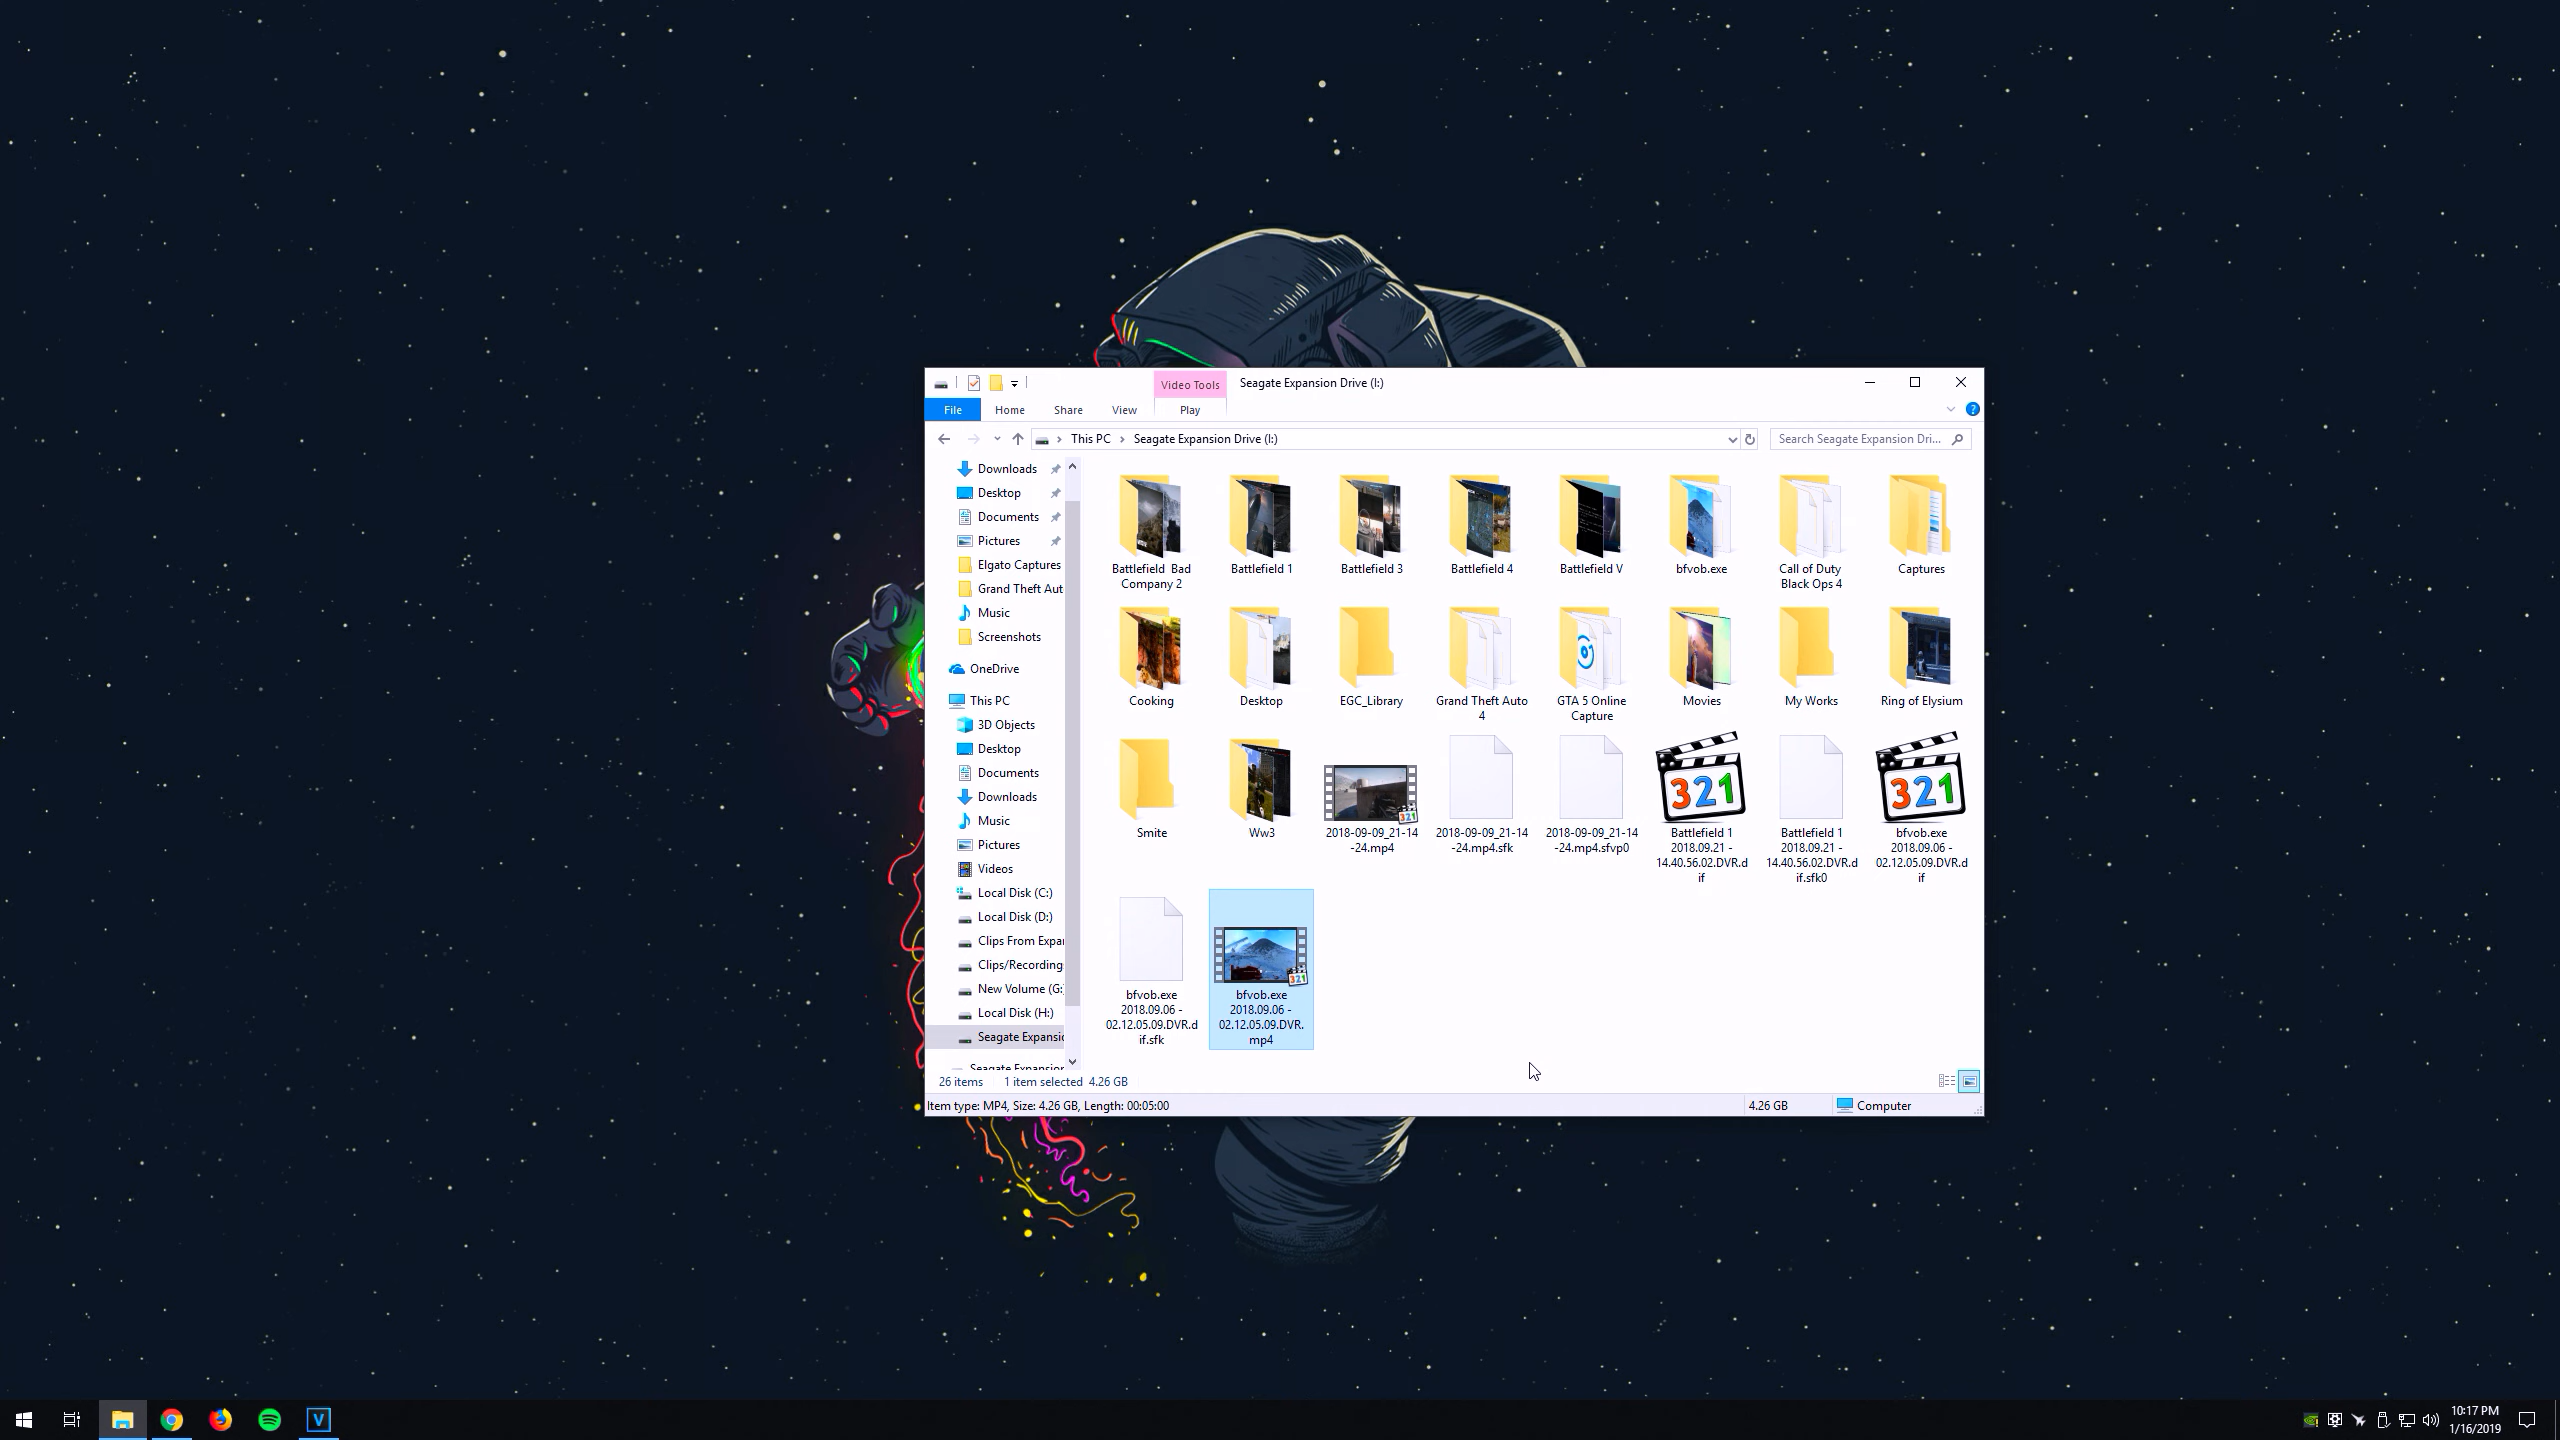 Video Tools
Seagate Expansion Drive (I:)
File
Home
Share
View
Play
This PC
Seagate Expansion Drive (I:)
Search Seagate Expansion Dri...
Downloads
Desktop
Documents
Pictures
Elgato Captures
Grand Theft Aut
Music
Screenshots
OneDrive
This PC
3D Objects
Desktop
Documents
Downloads
Music
Pictures
Videos
Local Disk (C:)
Local Disk (D:)
Clips From Expa
Clips/Recording
New Volume (G:
Local Disk (H:)
Seagate Expansio
Seagate Expansion
Battlefield Bad
Company 2
Battlefield 1
Battlefield 3
Battlefield 4
Battlefield V
bfvob.exe
Call of Duty
Black Ops 4
Captures
Cooking
Desktop
EGC_Library
Grand Theft Auto
4
GTA 5 Online
Capture
Movies
My Works
Ring of Elysium
Smite
Ww3
321
2018-09-09_21-14
-24.mp4
2018-09-09_21-14
-24.mp4.sfk
2018-09-09_21-14
-24.mp4.sfvp0
321
Battlefield 1
2018.09.21 -
14.40.56.02.DVR.d
if
Battlefield 1
2018.09.21 -
14.40.56.02.DVR.d
if.sfk0
321
bfvob.exe
2018.09.06 -
02.12.05.09.DVR.d
if
bfvob.exe
2018.09.06 -
02.12.05.09.DVR.d
if.sfk
321
bfvob.exe
2018.09.06 -
02.12.05.09.DVR.
mp4
26 items
1 item selected 4.26 GB
Item type: MP4, Size: 4.26 GB, Length: 00:05:00
4.26 GB
Computer
V
10:17 PM
1/16/2019